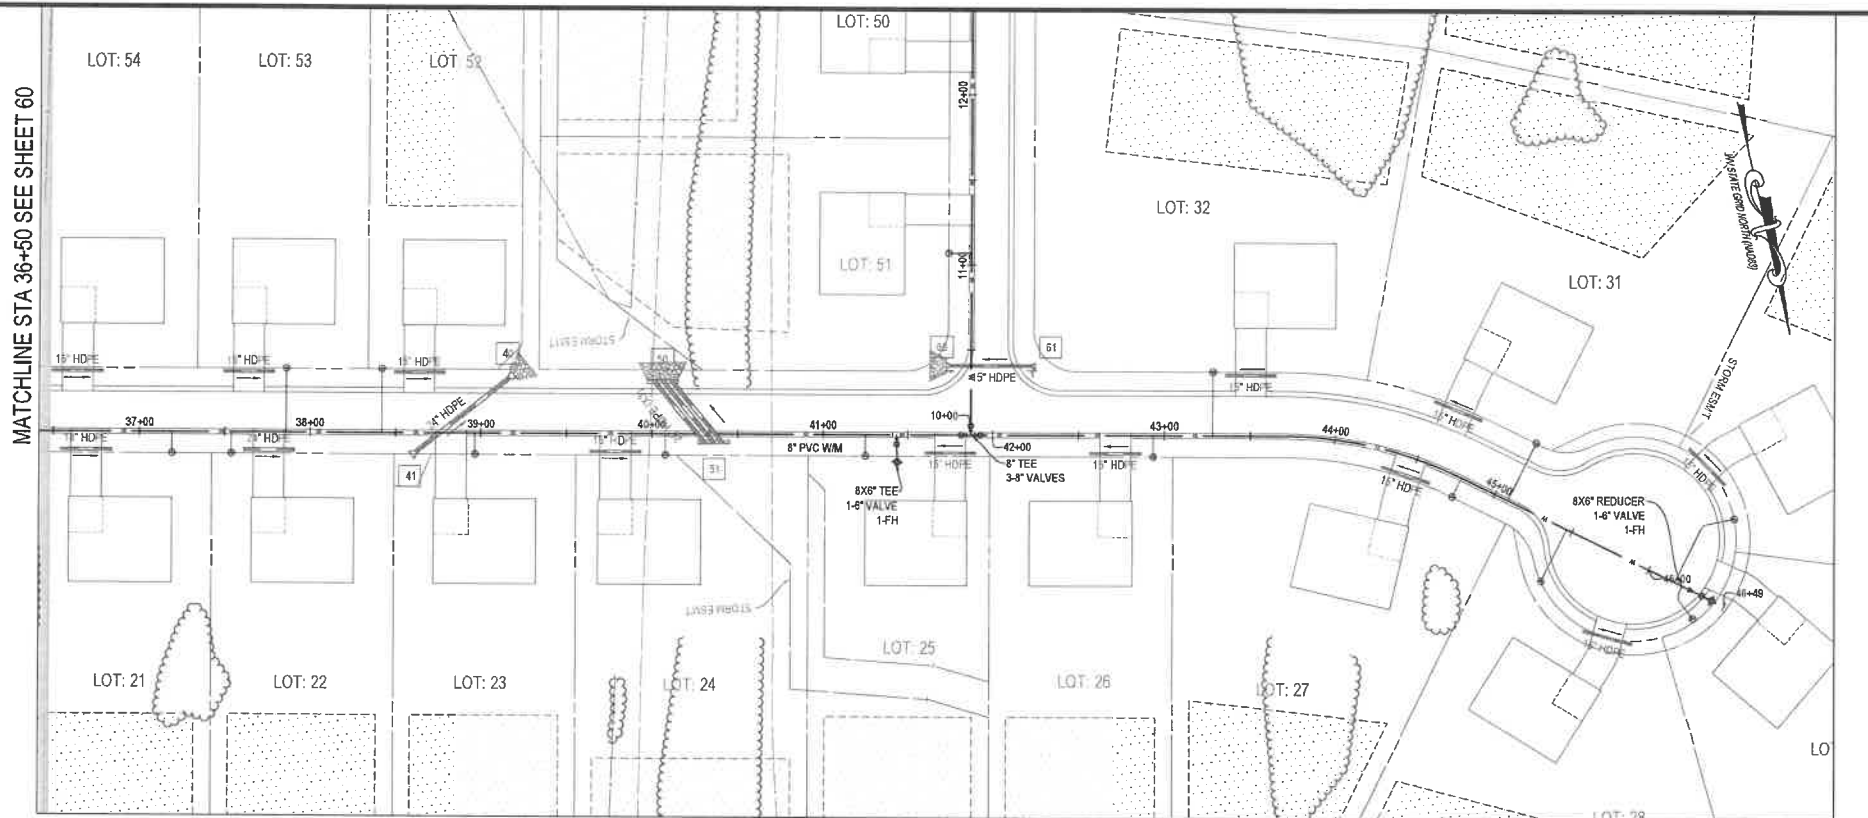 MATCHLINE STA 36+50 SEE SHEET 60
LOT: 54
LOT: 53
LOT: 52
LOT: 50
LOT: 51
LOT: 32
LOT: 31
12+00
11+00
STORM ESMT
STORM ESMT
15" HDPE
15" HDPE
15" HDPE
40
50
61
15" HDPE
15" HDPE
15" HDPE
15" HDPE
24" HDPE
37+00
38+00
39+00
40+00
41+00
10+00
42+00
43+00
44+00
45+00
46+00
46+49
8" PVC W/M
15" HDPE
HDPE
15" HDPE
15" HDPE
15" HDPE
15" HDPE
15" HDPE
41
51
8X6" TEE
1-6" VALVE
1-FH
8" TEE
3-8" VALVES
8X6" REDUCER
1-6" VALVE
1-FH
STORM ESMT
LOT: 21
LOT: 22
LOT: 23
LOT: 24
LOT: 25
LOT: 26
LOT: 27
LOT: 28
LO